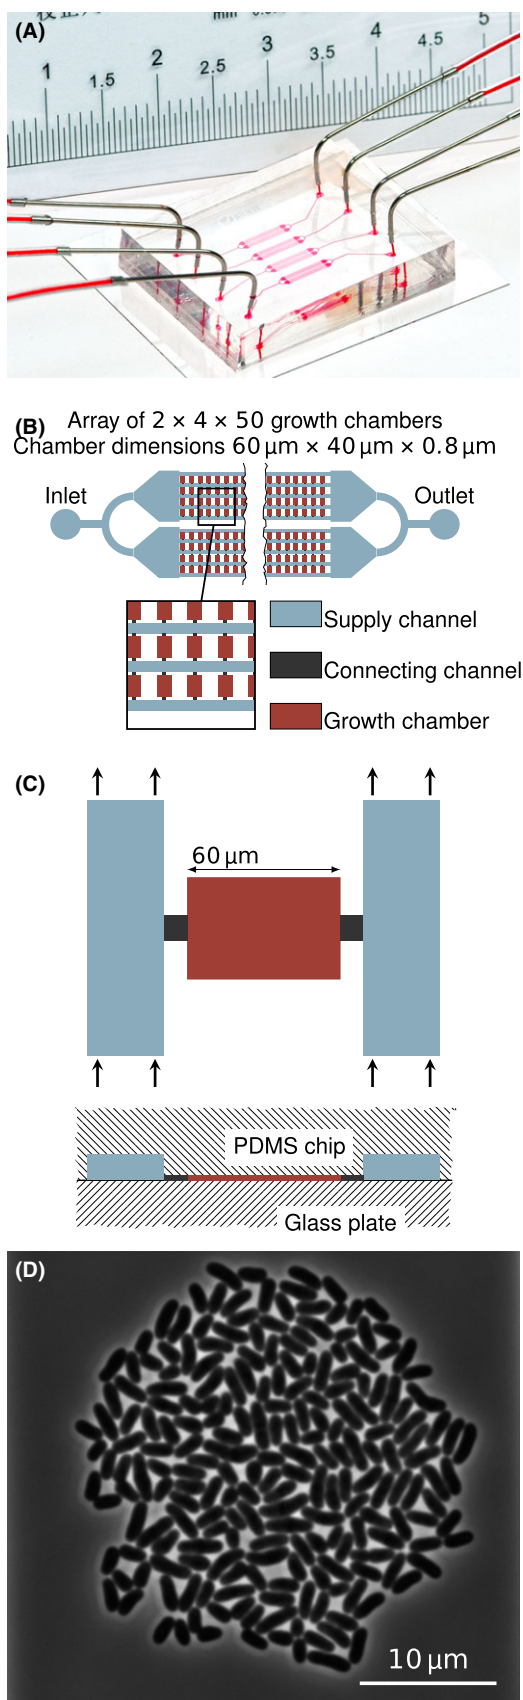 (A)
mm
1
1.5
2
2.5
3
3.5
4
4.5
5
(B)
Array of 2 × 4 × 50 growth chambers
Chamber dimensions 60 µm × 40 µm × 0.8 µm
Inlet
Outlet
Supply channel
Connecting channel
Growth chamber
(C)
60 µm
PDMS chip
Glass plate
(D)
10 µm